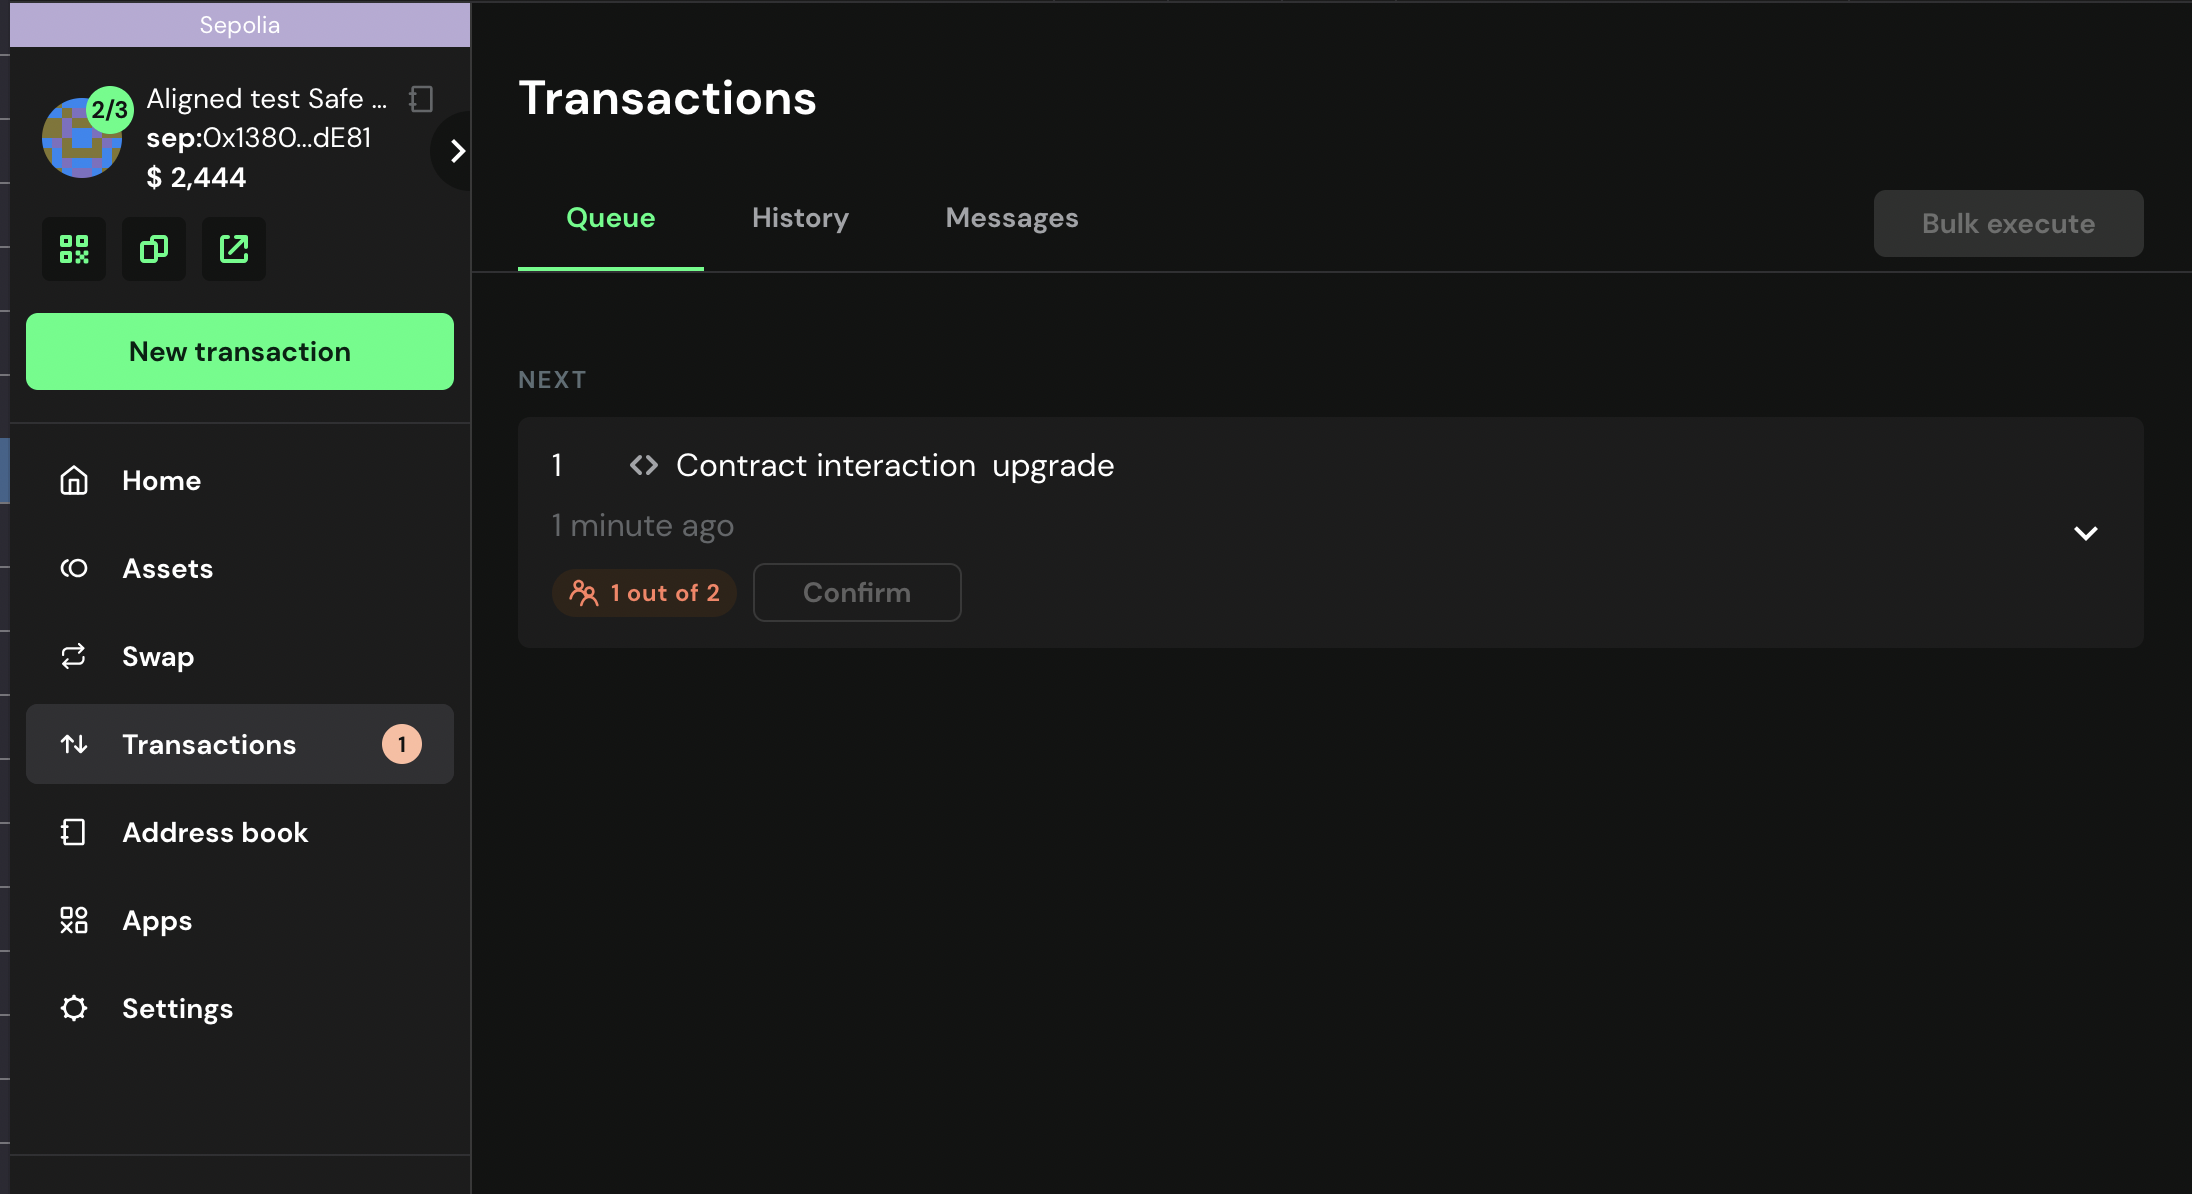 Sepolia
2/3
Aligned test Safe ...
sep:0x1380...dE81
$ 2,444
New transaction
Home
Assets
Swap
Transactions
1
Address book
Apps
Settings
Transactions
Queue
History
Messages
Bulk execute
NEXT
1 Contract interaction upgrade
1 minute ago
1 out of 2
Confirm